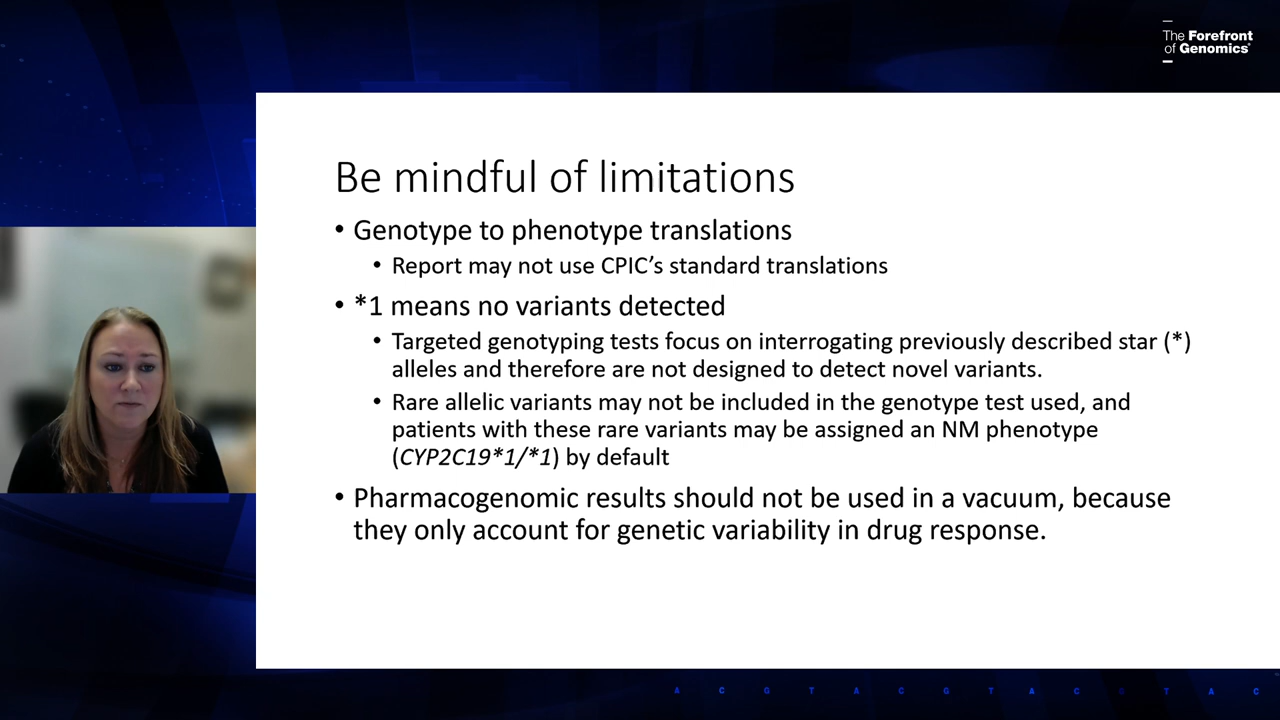 The Forefront
of Genomics®
Be mindful of limitations
• Genotype to phenotype translations
• Report may not use CPIC’s standard translations
• *1 means no variants detected
• Targeted genotyping tests focus on interrogating previously described star (*)
alleles and therefore are not designed to detect novel variants.
• Rare allelic variants may not be included in the genotype test used, and
patients with these rare variants may be assigned an NM phenotype
(CYP2C19*1/*1) by default
• Pharmacogenomic results should not be used in a vacuum, because
they only account for genetic variability in drug response.
A C G T A C G T A C G T A C